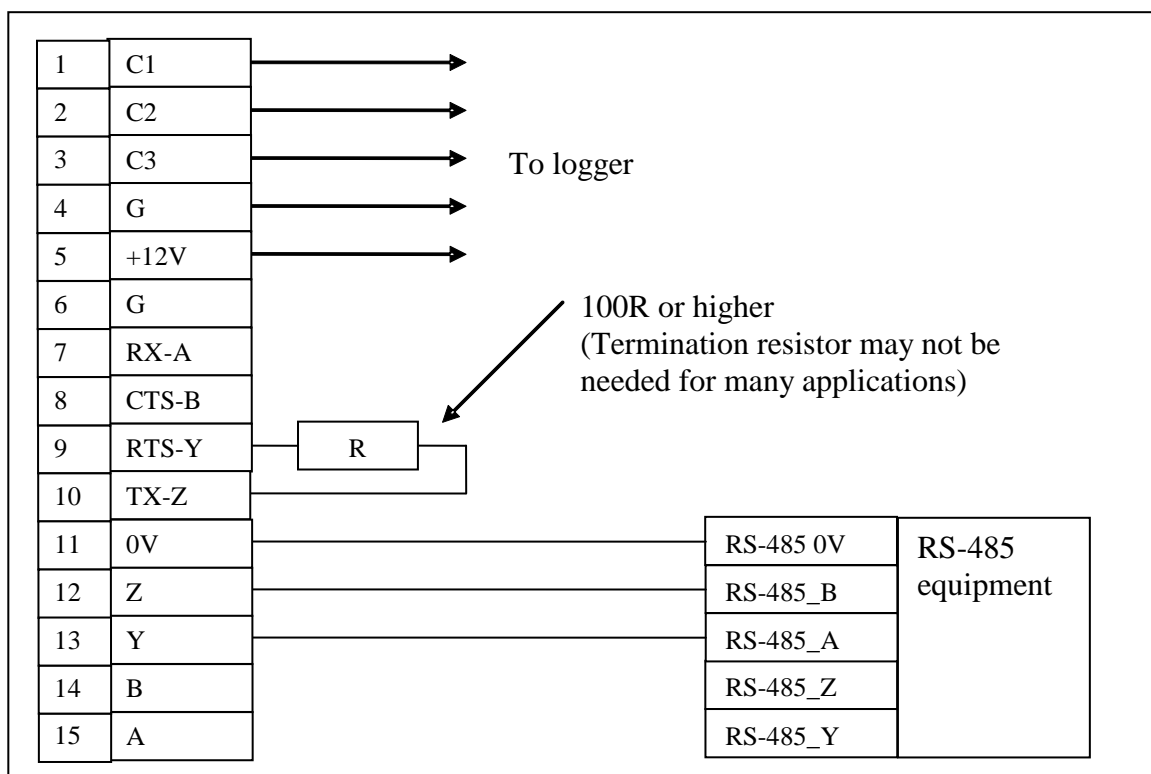 1 C1
2 C2
3 C3
To logger
4 G
5 +12V
6 G
100R or higher
(Termination resistor may not be
needed for many applications)
7 RX-A
8 CTS-B
9 RTS-Y
R
10 TX-Z
11 0V
RS-485 0V
RS-485
equipment
12 Z
RS-485_B
13 Y
RS-485_A
14 B
RS-485_Z
15 A
RS-485_Y